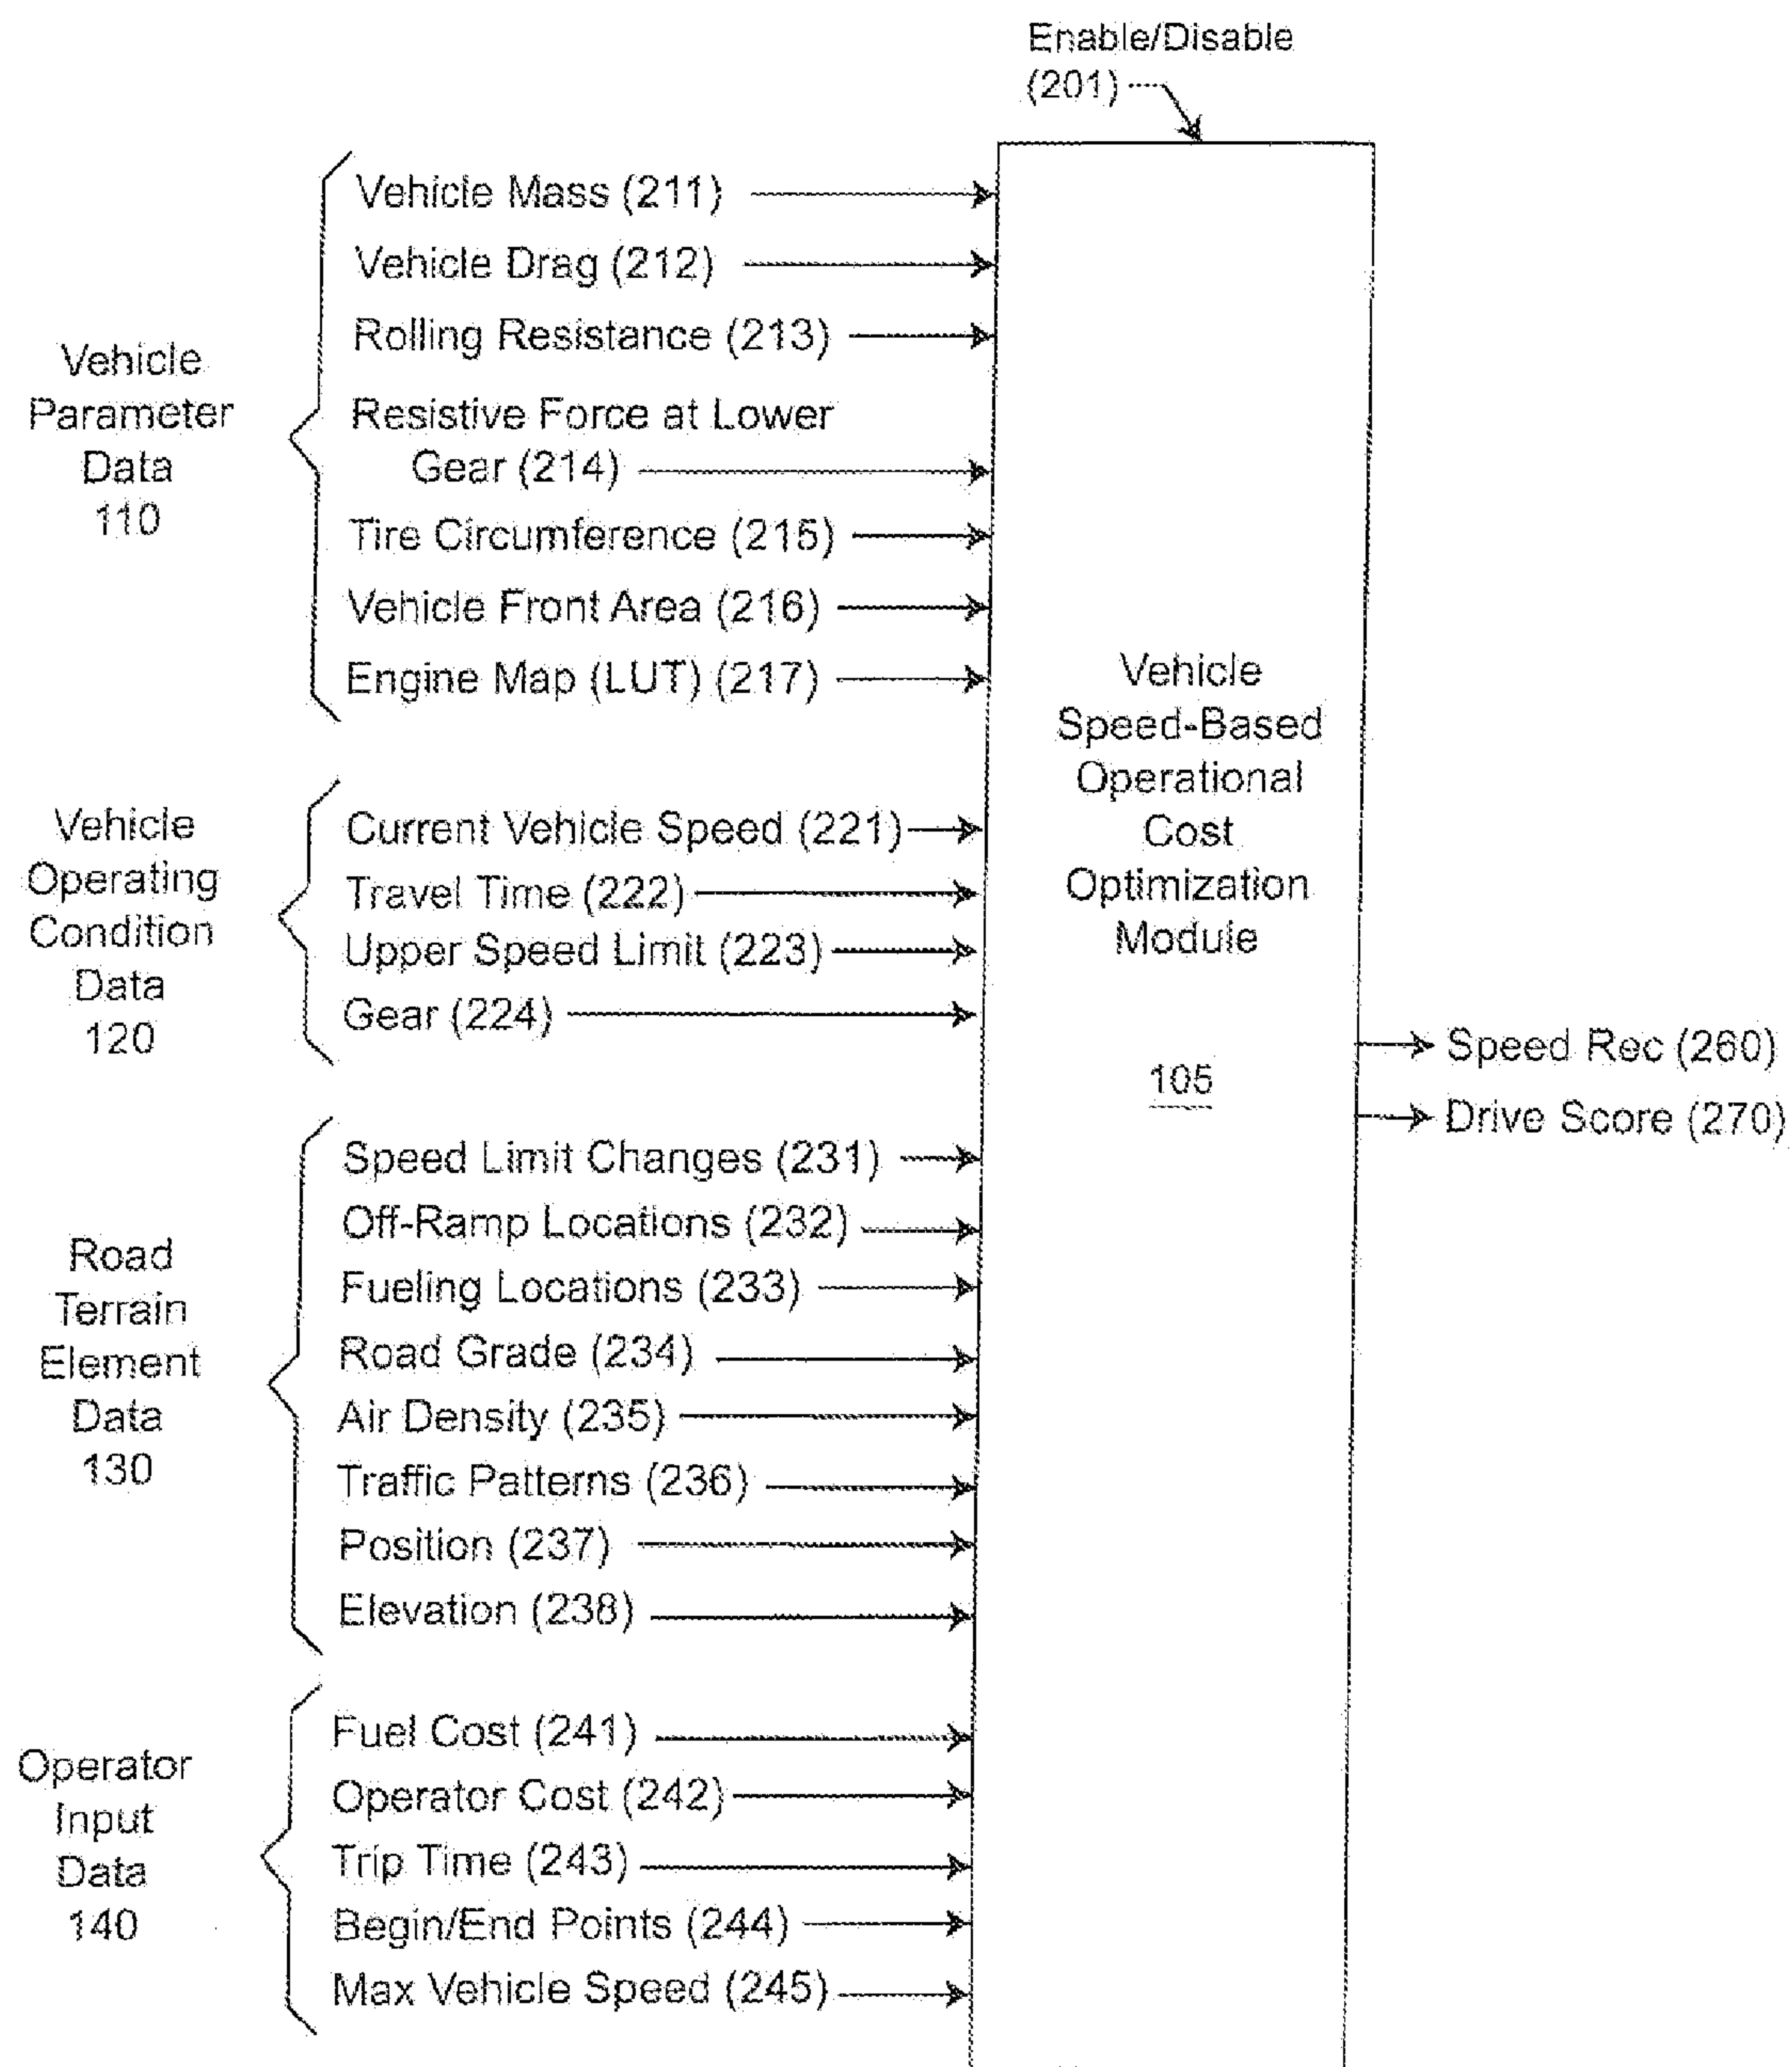 Enable/Disable
(201)
Vehicle
Parameter
Data
110
Vehicle Mass (211)
Vehicle Drag (212)
Rolling Resistance (213)
Resistive Force at Lower
Gear (214)
Tire Circumference (215)
Vehicle Front Area (216)
Engine Map (LUT) (217)
Vehicle
Operating
Condition
Data
120
Current Vehicle Speed (221)
Travel Time (222)
Upper Speed Limit (223)
Gear (224)
Road
Terrain
Element
Data
130
Speed Limit Changes (231)
Off-Ramp Locations (232)
Fueling Locations (233)
Road Grade (234)
Air Density (235)
Traffic Patterns (236)
Position (237)
Elevation (238)
Operator
Input
Data
140
Fuel Cost (241)
Operator Cost (242)
Trip Time (243)
Begin/End Points (244)
Max Vehicle Speed (245)
Vehicle
Speed-Based
Operational
Cost
Optimization
Module
105
Speed Rec (260)
Drive Score (270)